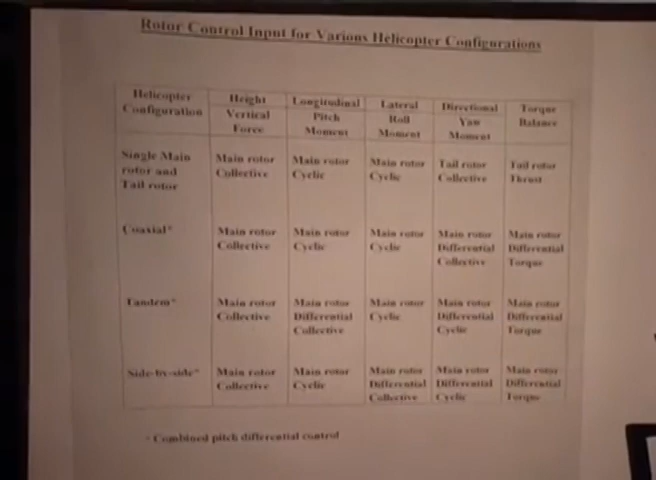 Rotor Control Input for Various Helicopter Configurations
Helicopter Configuration | Height | Longitudinal | Lateral | Directional | Torque Balance
Vertical Force | Pitch Moment | Roll Moment | Yaw Moment
Single Main rotor and Tail rotor | Main rotor Collective | Main rotor Cyclic | Main rotor Cyclic | Tail rotor Collective | Tail rotor Thrust
Coaxial* | Main rotor Collective | Main rotor Cyclic | Main rotor Cyclic | Main rotor Differential Collective | Main rotor Differential Torque
Tandem* | Main rotor Collective | Main rotor Differential Collective | Main rotor Cyclic | Main rotor Differential Cyclic | Main rotor Differential Torque
Side-by-side* | Main rotor Collective | Main rotor Cyclic | Main rotor Differential Collective | Main rotor Differential Cyclic | Main rotor Differential Torque
* Combined pitch differential control